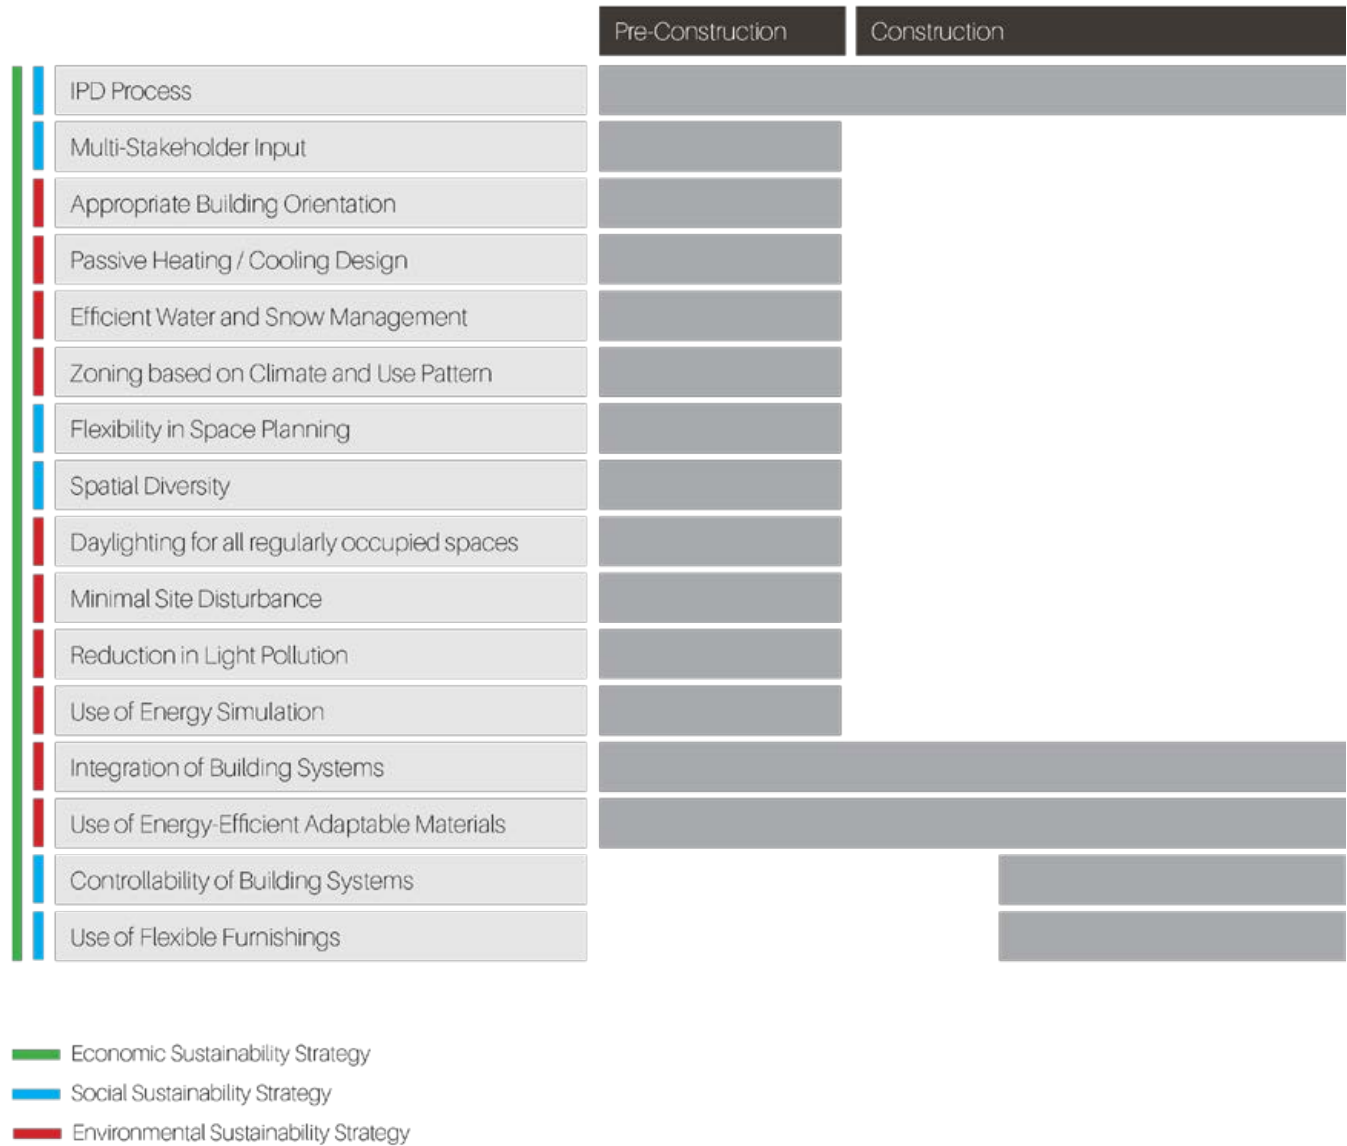 Pre-Construction
Construction
IPD Process
Multi-Stakeholder Input
Appropriate Building Orientation
Passive Heating / Cooling Design
Efficient Water and Snow Management
Zoning based on Climate and Use Pattern
Flexibility in Space Planning
Spatial Diversity
Daylighting for all regularly occupied spaces
Minimal Site Disturbance
Reduction in Light Pollution
Use of Energy Simulation
Integration of Building Systems
Use of Energy-Efficient Adaptable Materials
Controllability of Building Systems
Use of Flexible Furnishings
Economic Sustainability Strategy
Social Sustainability Strategy
Environmental Sustainability Strategy